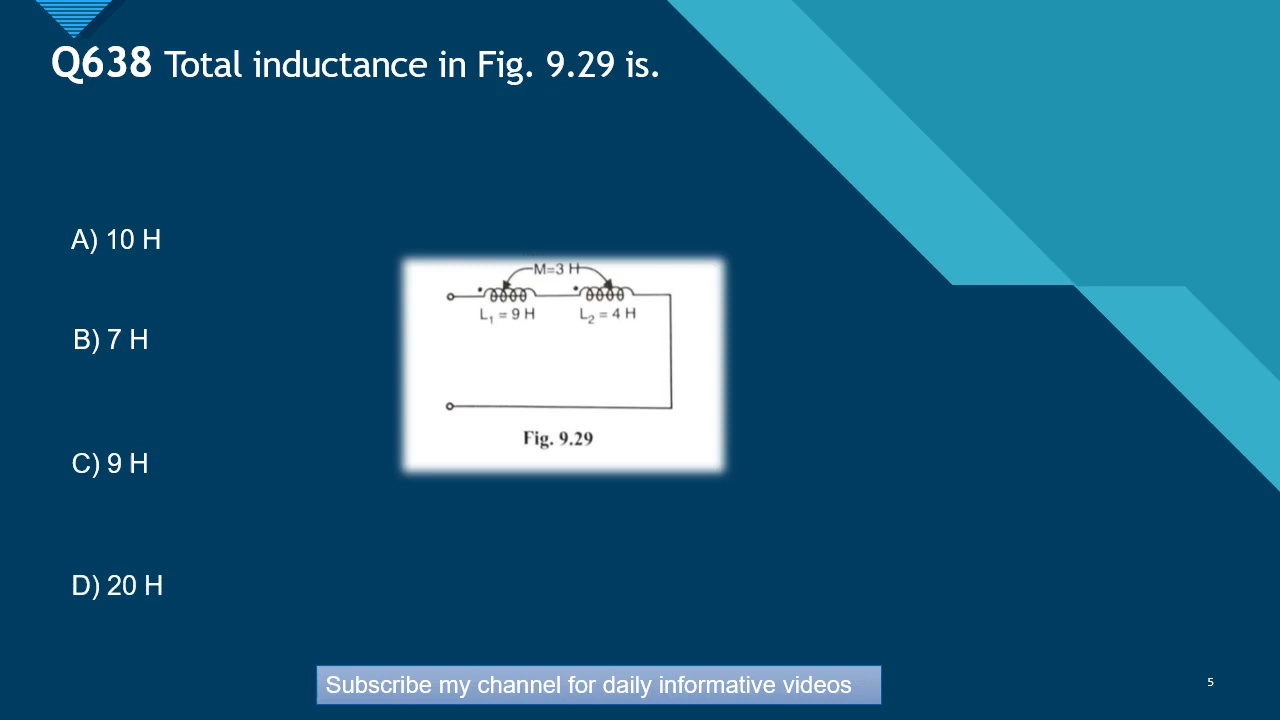 Q638 Total inductance in Fig. 9.29 is.
A) 10 H
B) 7 H
C) 9 H
D) 20 H
M=3 H
L₁ = 9 H
L₂ = 4 H
Fig. 9.29
Subscribe my channel for daily informative videos
5